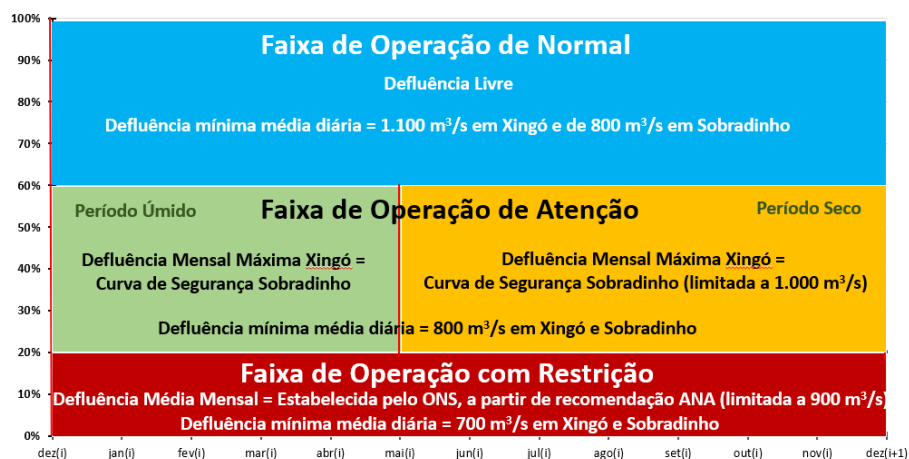 100%
Faixa de Operação de Normal
90%
Defluência Livre
80%
Defluência mínima média diária = 1.100 m³/s em Xingó e de 800 m³/s em Sobradinho
70%
60%
Período Úmido
Faixa de Operação de Atenção
Período Seco
50%
Defluência Mensal Máxima Xingó =
Curva de Segurança Sobradinho
Defluência Mensal Máxima Xingó =
Curva de Segurança Sobradinho (limitada a 1.000 m³/s)
40%
30%
Defluência mínima média diária = 800 m³/s em Xingó e Sobradinho
20%
Faixa de Operação com Restrição
10%
Defluência Média Mensal = Estabelecida pelo ONS, a partir de recomendação ANA (limitada a 900 m³/s)
Defluência mínima média diária = 700 m³/s em Xingó e Sobradinho
0%
dez(i) jan(i) fev(i) mar(i) abr(i) mai(i) jun(i) jul(i) ago(i) set(i) out(i) nov(i) dez(i+1)